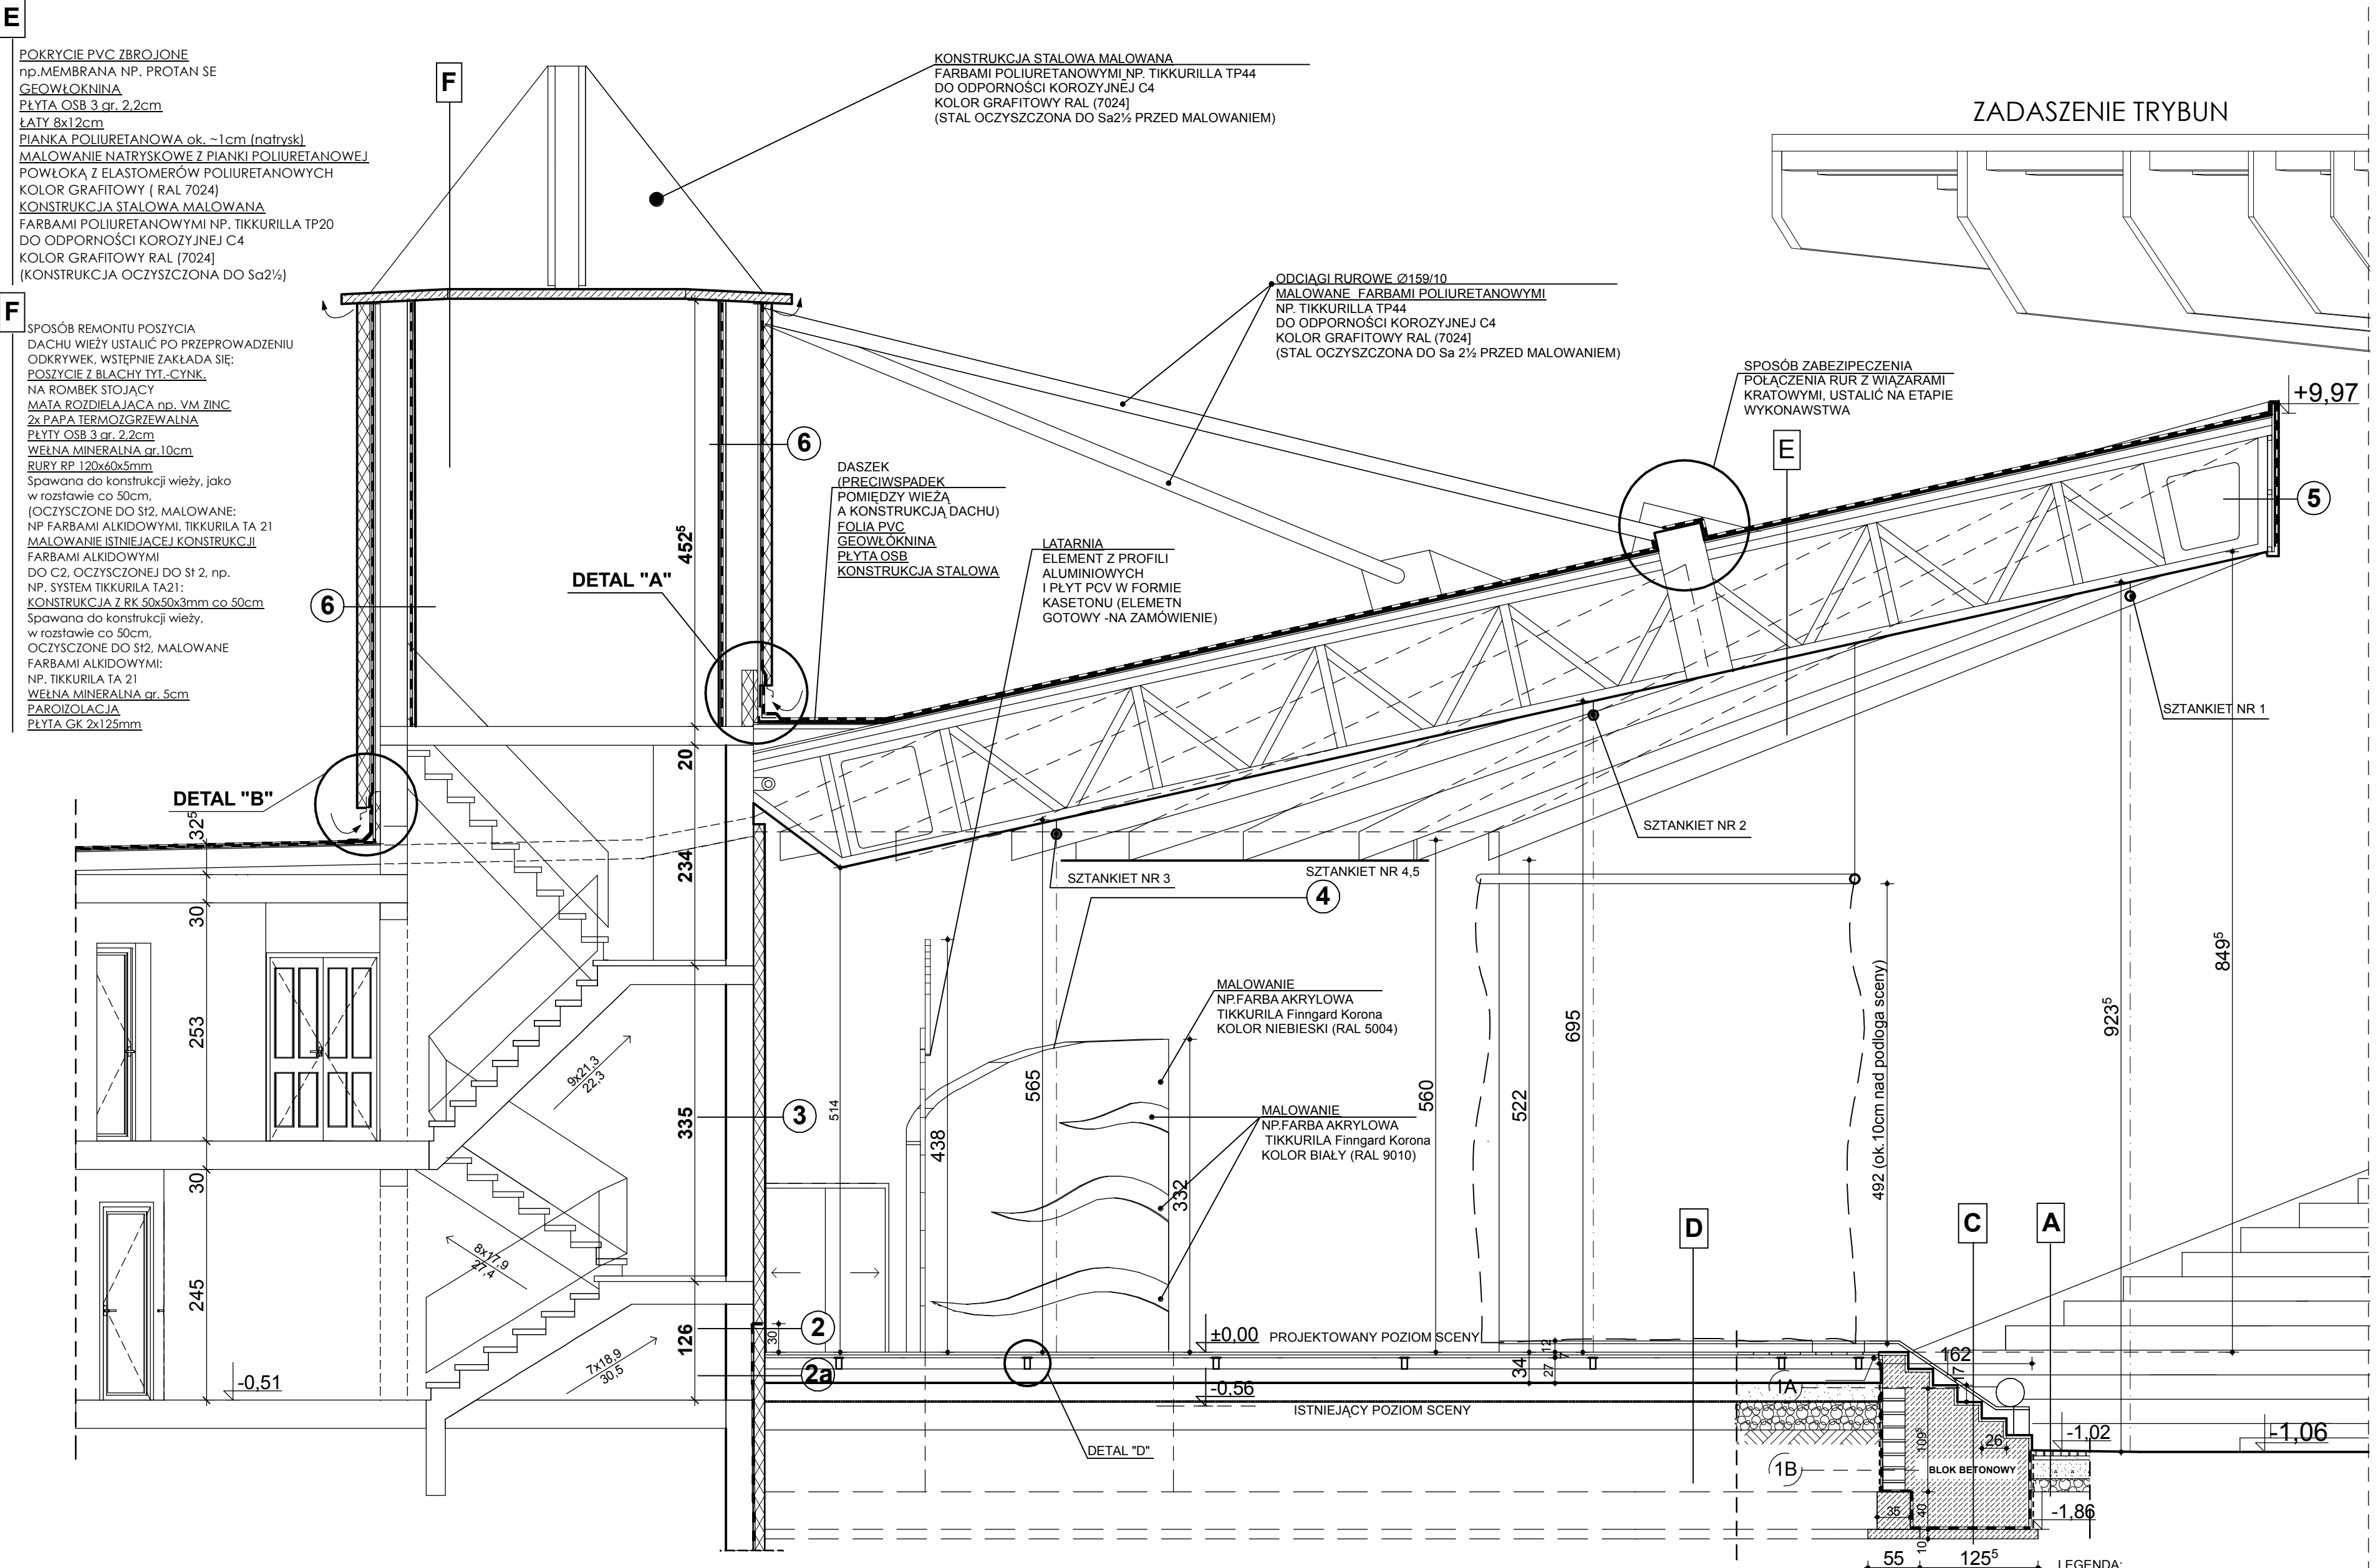 E
POKRYCIE PVC ZBROJONE
np.MEMBRANA NP. PROTAN SE
GEOWŁOKNINA
PŁYTA OSB 3 gr. 2,2cm
ŁATY 8x12cm
PIANKA POLIURETANOWA ok. ~1cm (natrysk)
MALOWANIE NATRYSKOWE Z PIANKI POLIURETANOWEJ
POWŁOKĄ Z ELASTOMERÓW POLIURETANOWYCH
KOLOR GRAFITOWY ( RAL 7024)
KONSTRUKCJA STALOWA MALOWANA
FARBAMI POLIURETANOWYMI NP. TIKKURILLA TP20
DO ODPORNOŚCI KOROZYJNEJ C4
KOLOR GRAFITOWY RAL (7024]
(KONSTRUKCJA OCZYSZCZONA DO Sa2½)
F
SPOSÓB REMONTU POSZYCIA
DACHU WIEŻY USTALIĆ PO PRZEPROWADZENIU
ODKRYWEK, WSTĘPNIE ZAKŁADA SIĘ:
POSZYCIE Z BLACHY TYT.-CYNK.
NA ROMBEK STOJĄCY
MATA ROZDIELAJĄCA np. VM ZINC
2x PAPA TERMOZGRZEWALNA
PŁYTY OSB 3 gr. 2,2cm
WEŁNA MINERALNA gr.10cm
RURY RP 120x60x5mm
Spawana do konstrukcji wieży, jako
w rozstawie co 50cm,
(OCZYSZCZONE DO St2, MALOWANE:
NP FARBAMI ALKIDOWYMI. TIKKURILA TA 21
MALOWANIE ISTNIEJĄCEJ KONSTRUKCJI
FARBAMI ALKIDOWYMI
DO C2, OCZYSZCZONEJ DO St 2, np.
NP. SYSTEM TIKKURILA TA21:
KONSTRUKCJA Z RK 50x50x3mm co 50cm
Spawana do konstrukcji wieży,
w rozstawie co 50cm,
OCZYSZCZONE DO St2, MALOWANE
FARBAMI ALKIDOWYMI:
NP. TIKKURILA TA 21
WEŁNA MINERALNA gr. 5cm
PAROIZOLACJA
PŁYTA GK 2x125mm
F
KONSTRUKCJA STALOWA MALOWANA
FARBAMI POLIURETANOWYMI NP. TIKKURILLA TP44
DO ODPORNOŚCI KOROZYJNEJ C4
KOLOR GRAFITOWY RAL (7024]
(STAL OCZYSZCZONA DO Sa2½ PRZED MALOWANIEM)
ZADASZENIE TRYBUN
ODCIĄGI RUROWE Ø159/10
MALOWANE FARBAMI POLIURETANOWYMI
NP. TIKKURILLA TP44
DO ODPORNOŚCI KOROZYJNEJ C4
KOLOR GRAFITOWY RAL (7024]
(STAL OCZYSZCZONA DO Sa 2½ PRZED MALOWANIEM)
SPOSÓB ZABEZIPECZENIA
POŁĄCZENIA RUR Z WIĄZARAMI
KRATOWYMI, USTALIĆ NA ETAPIE
WYKONAWSTWA
+9,97
E
5
6
6
DASZEK
(PRECIWSPADEK
POMIĘDZY WIEŻĄ
A KONSTRUKCJĄ DACHU)
FOLIA PVC
GEOWŁÓKNINA
PŁYTA OSB
KONSTRUKCJA STALOWA
LATARNIA
ELEMENT Z PROFILI
ALUMINIOWYCH
I PŁYT PCV W FORMIE
KASETONU (ELEMETN
GOTOWY -NA ZAMÓWIENIE)
DETAL "A"
DETAL "B"
4525
20
234
335
126
325
30
253
30
245
SZTANKIET NR 1
SZTANKIET NR 2
SZTANKIET NR 3
SZTANKIET NR 4,5
4
MALOWANIE
NP.FARBA AKRYLOWA
TIKKURILA Finngard Korona
KOLOR NIEBIESKI (RAL 5004)
MALOWANIE
NP.FARBA AKRYLOWA
TIKKURILA Finngard Korona
KOLOR BIAŁY (RAL 9010)
9x21,3
22,3
8x17,9
27,4
7x18,9
30,5
3
2
2a
514
438
565
332
560
522
695
492 (ok.10cm nad podloga sceny)
9235
8495
30
D
C
A
±0,00 PROJEKTOWANY POZIOM SCENY
-0,51
-0,56
ISTNIEJĄCY POZIOM SCENY
DETAL "D"
12
7
34
27
162
17
1A
1B
1095
26
BLOK BETONOWY
-1,02
-1,06
-1,86
35
40
10
55
1255
LEGENDA: